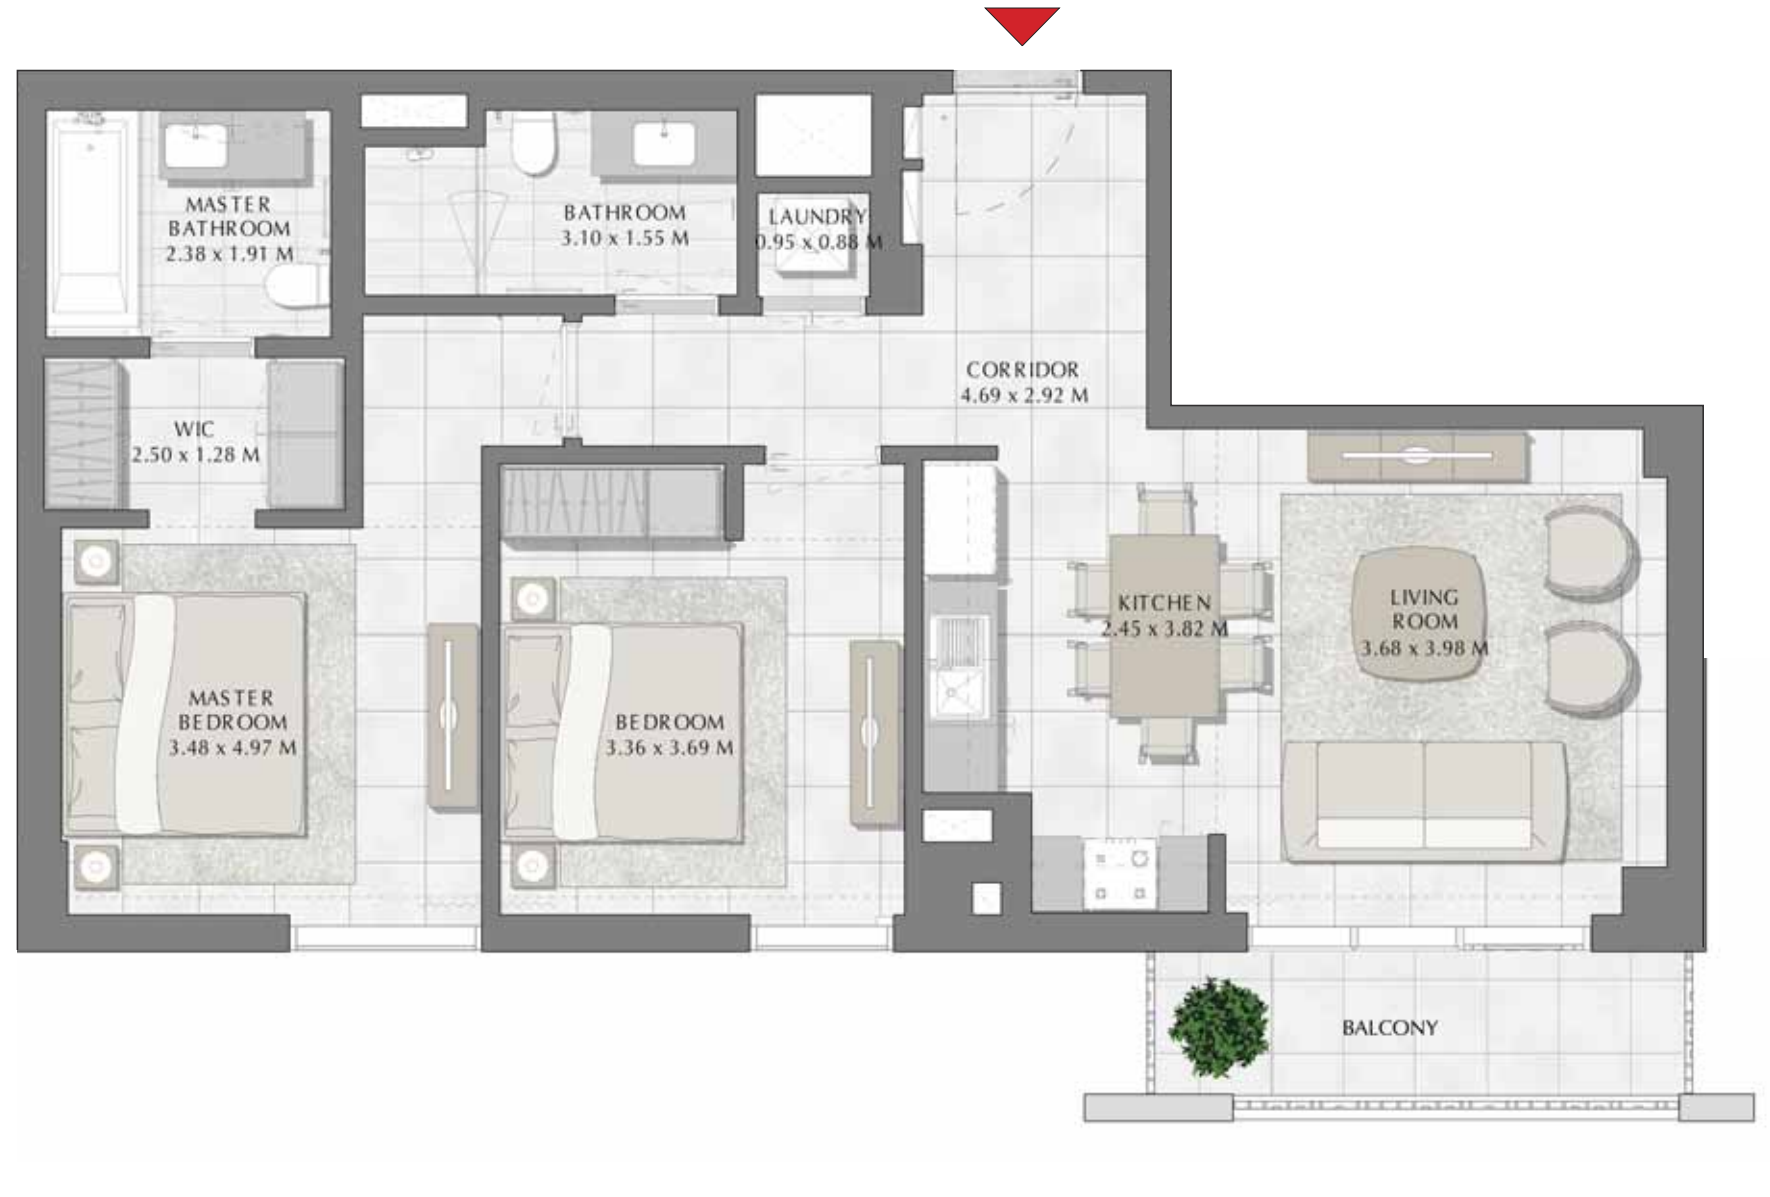 MASTER
BATHROOM
2.38 x 1.91 M
BATHROOM
3.10 x 1.55 M
LAUNDRY
0.95 x 0.88 M
CORRIDOR
4.69 x 2.92 M
WIC
2.50 x 1.28 M
KITCHEN
2.45 x 3.82 M
LIVING
ROOM
3.68 x 3.98 M
MASTER
BEDROOM
3.48 x 4.97 M
BEDROOM
3.36 x 3.69 M
BALCONY